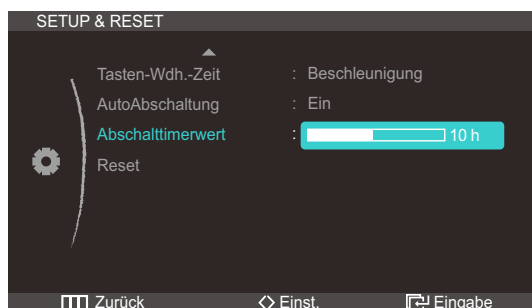 SETUP & RESET
Tasten-Wdh.-Zeit : Beschleunigung
AutoAbschaltung : Ein
Abschalttimerwert : 10 h
Reset
Zurück Einst. Eingabe